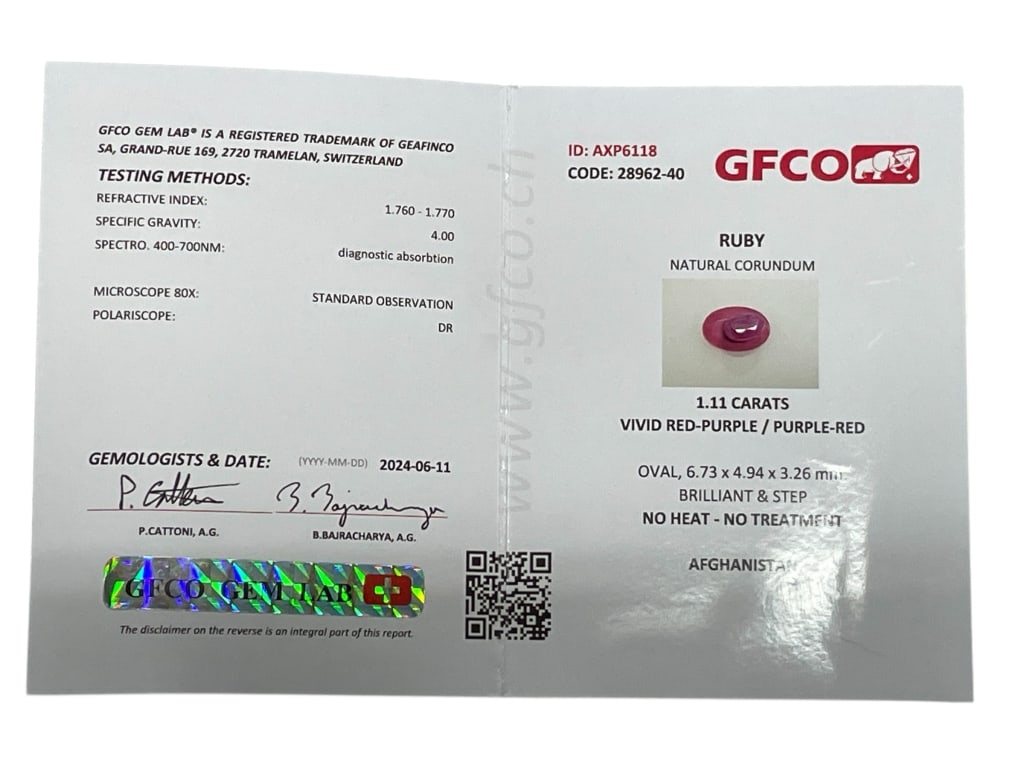 GFCO GEM LAB® IS A REGISTERED TRADEMARK OF GEAFINCO
SA, GRAND-RUE 169, 2720 TRAMELAN, SWITZERLAND
TESTING METHODS:
REFRACTIVE INDEX: 1.760 - 1.770
SPECIFIC GRAVITY: 4.00
SPECTRO. 400-700NM: diagnostic absorbtion
MICROSCOPE 80X: STANDARD OBSERVATION
POLARISCOPE: DR
GEMOLOGISTS & DATE: (YYYY-MM-DD) 2024-06-11
P. Cattoni B. Bajracharya
P.CATTONI, A.G. B.BAJRACHARYA, A.G.
GFCO GEM LAB
The disclaimer on the reverse is an integral part of this report.
www.gfco.ch
ID: AXP6118
CODE: 28962-40
GFCO
RUBY
NATURAL CORUNDUM
1.11 CARATS
VIVID RED-PURPLE / PURPLE-RED
OVAL, 6.73 x 4.94 x 3.26 mm
BRILLIANT & STEP
NO HEAT - NO TREATMENT
AFGHANISTAN